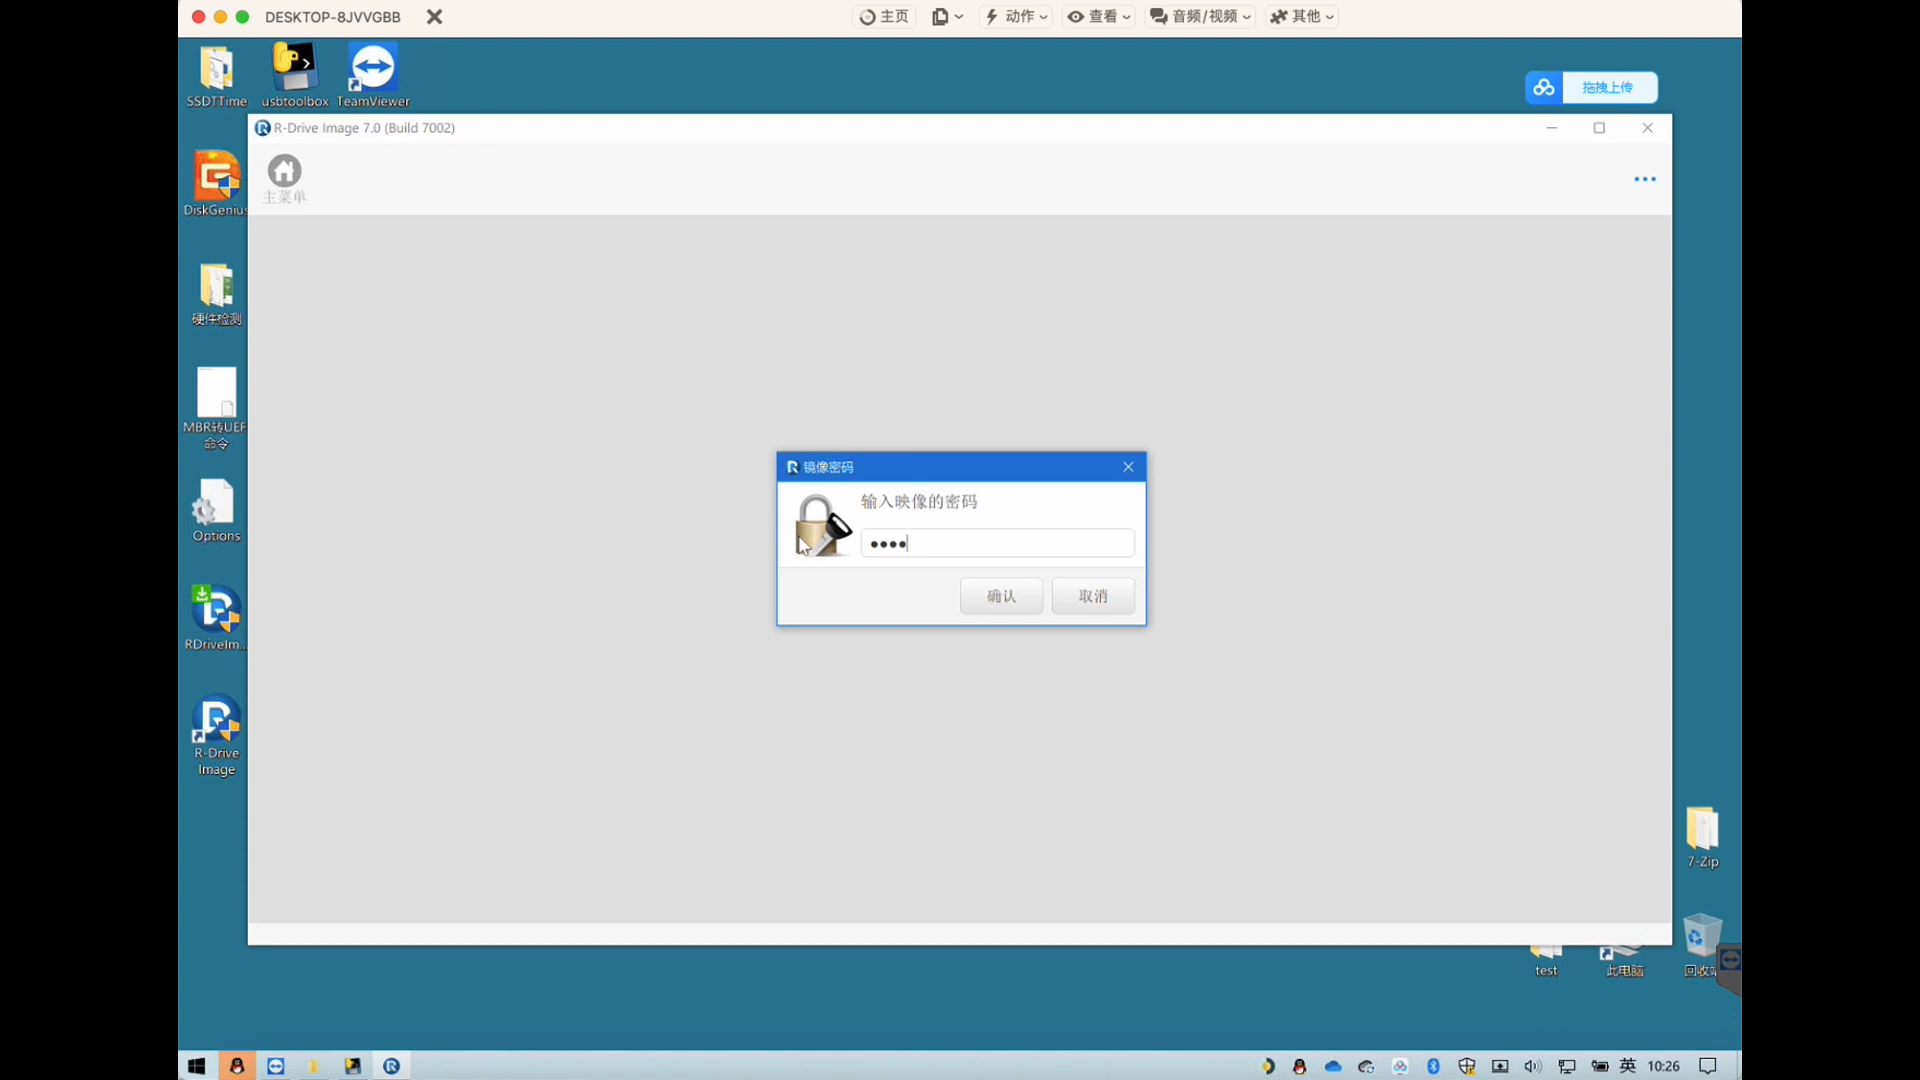 DESKTOP-8JVVGBB
主页
动作
查看
音频/视频
其他
SSDTTime
usbtoolbox
TeamViewer
拖拽上传
R-Drive Image 7.0 (Build 7002)
主菜单
DiskGenius
硬件检测
MBR转UEF
命令
Options
RDriveIm...
R-Drive
Image
镜像密码
输入映像的密码
确认
取消
7-Zip
test
此电脑
回收
英
10:26